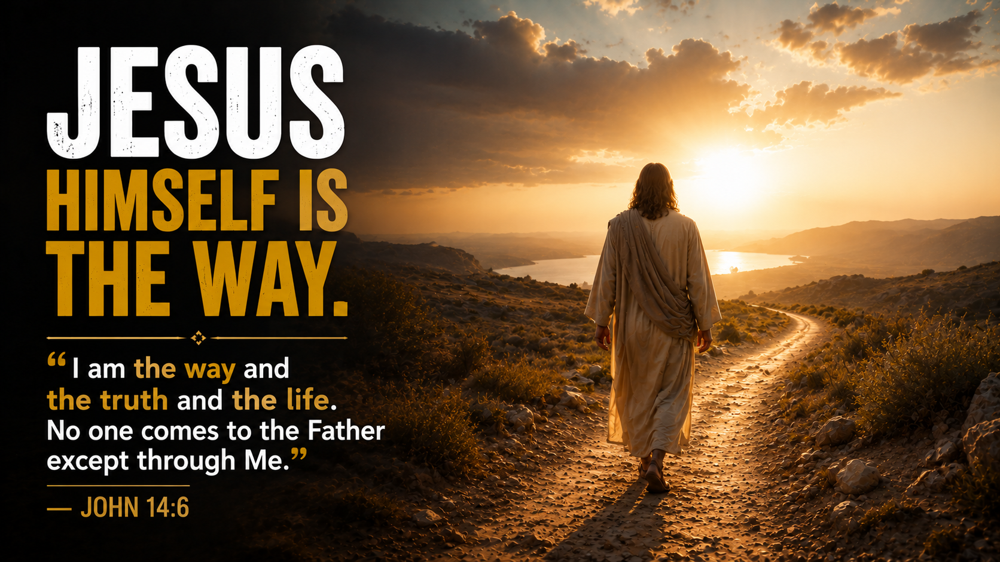 JESUS
HIMSELF IS
THE WAY.
“I am the way and
the truth and the life.
No one comes to the Father
except through Me.”
— JOHN 14:6